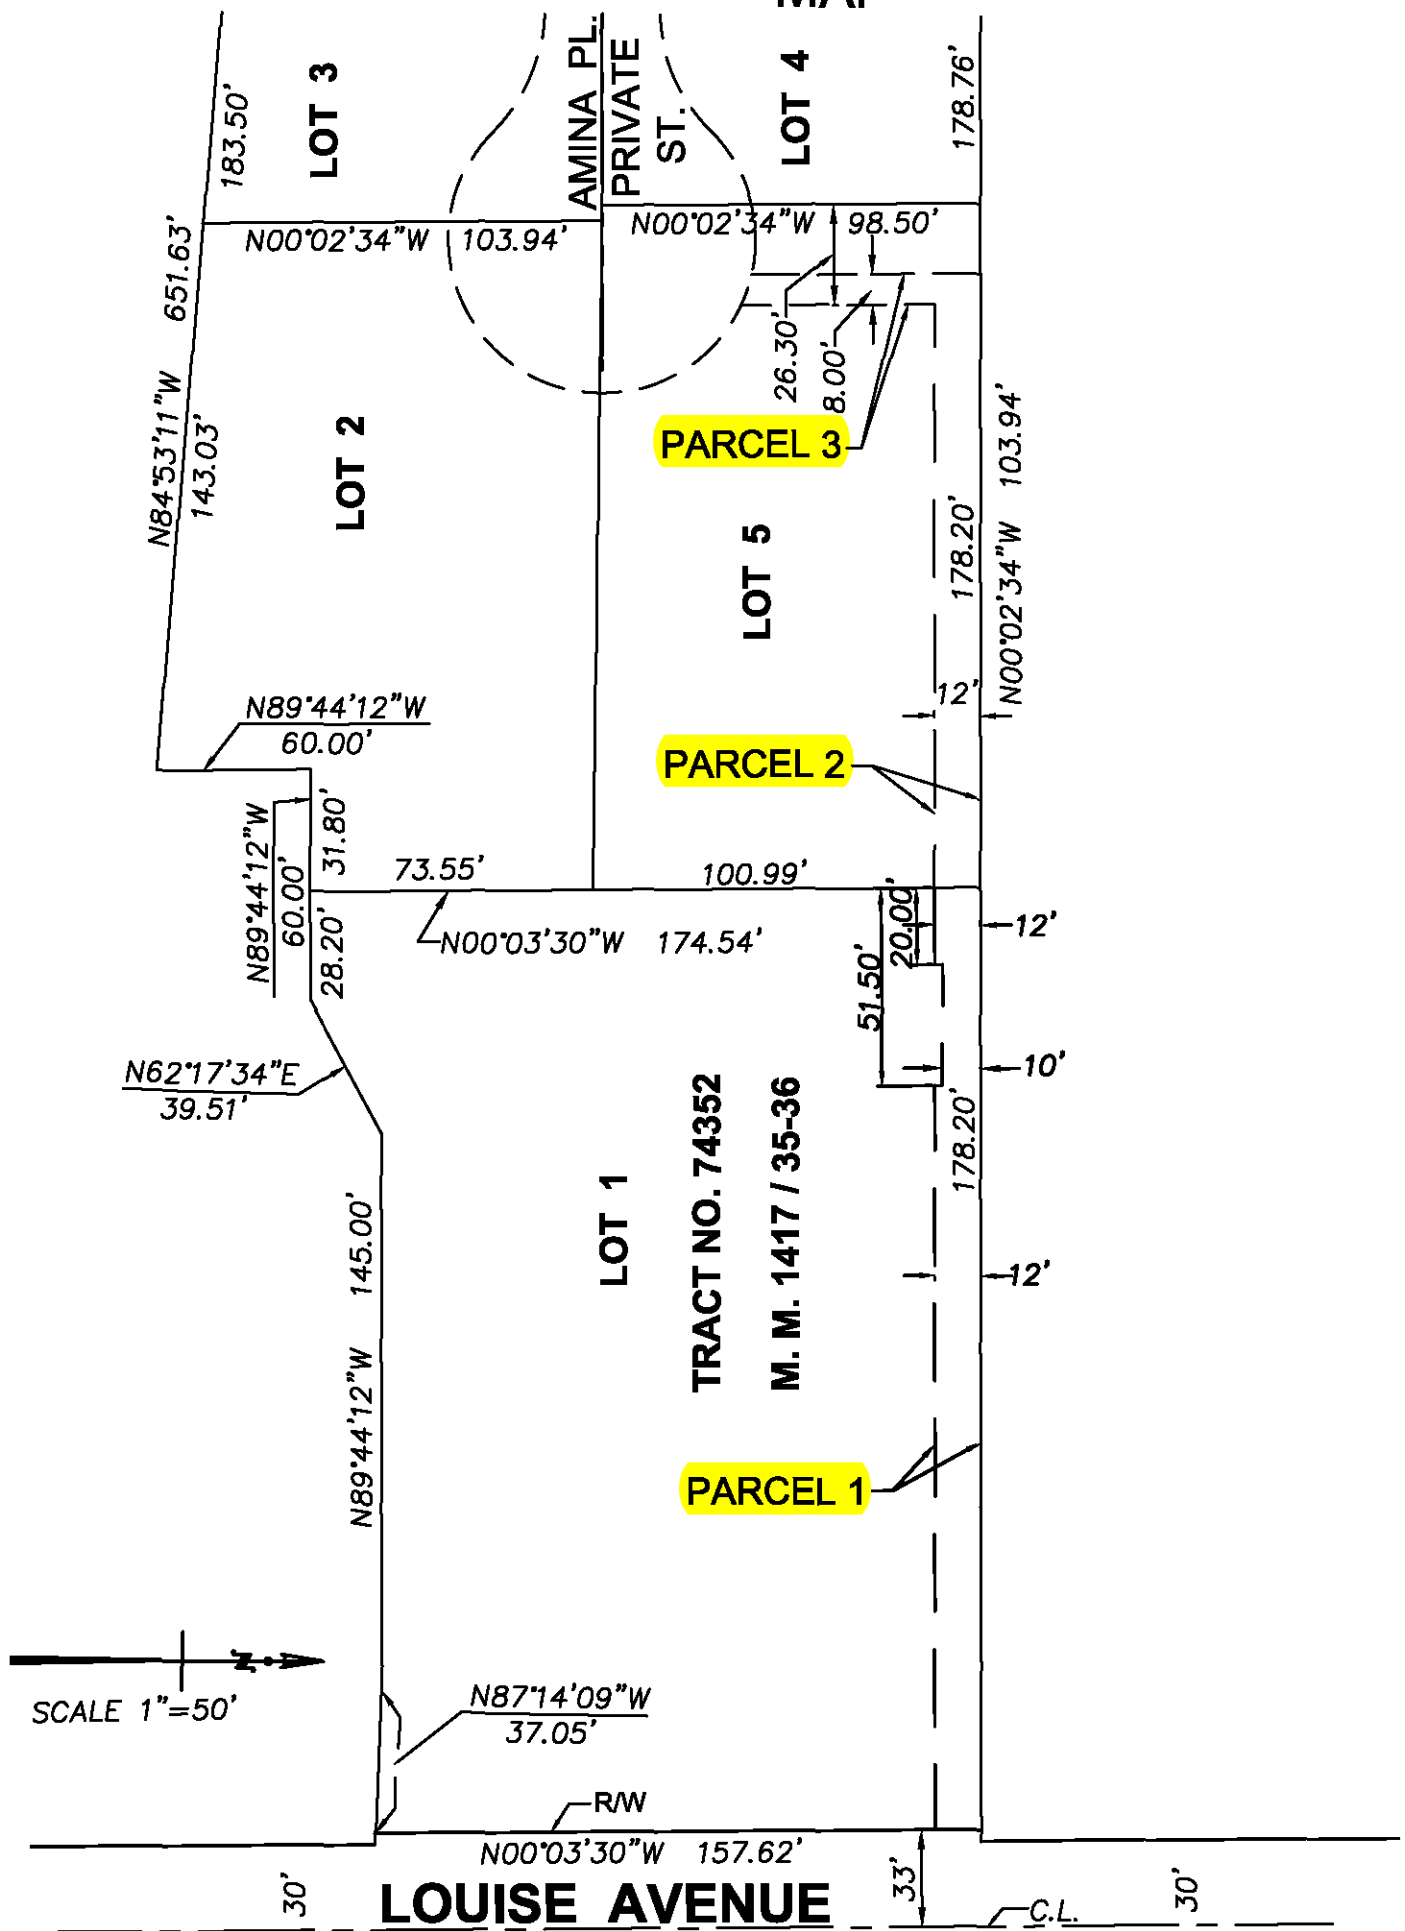 183.50'
LOT 3
AMINA PL.
PRIVATE
ST.
LOT 4
178.76'
N00°02'34"W 103.94'
N00°02'34"W 98.50'
N84°53'11"W 651.63'
143.03'
26.30'
8.00'
LOT 2
PARCEL 3
LOT 5
178.20'
N00°02'34"W 103.94'
12'
N89°44'12"W
60.00'
PARCEL 2
N89°44'12"W
60.00'
31.80'
28.20'
73.55'
100.99'
N00°03'30"W 174.54'
51.50'
20.00'
12'
N62°17'34"E
39.51'
10'
178.20'
LOT 1
TRACT NO. 74352
M. M. 1417 / 35-36
12'
N89°44'12"W 145.00'
PARCEL 1
N
SCALE 1"=50'
N87°14'09"W
37.05'
R/W
N00°03'30"W 157.62'
30'
LOUISE AVENUE
33'
30'
C.L.